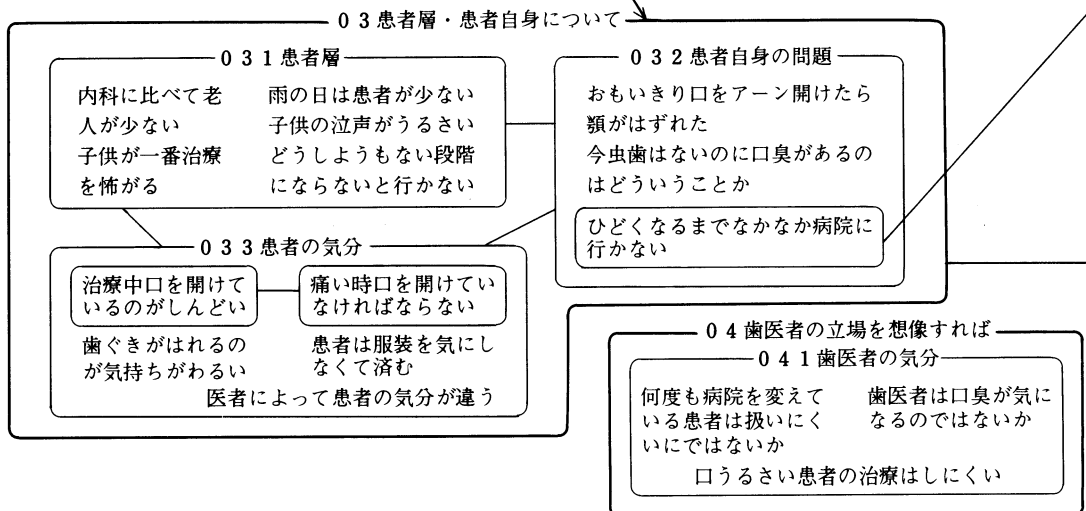 03患者層・患者自身について
031患者層
内科に比べて老
人が少ない
子供が一番治療
を怖がる
雨の日は患者が少ない
子供の泣声がうるさい
どうしようもない段階
にならないと行かない
032患者自身の問題
おもいきり口をアーン開けたら
顎がはずれた
今虫歯はないのに口臭があるの
はどういうことか
ひどくなるまでなかなか病院に
行かない
033患者の気分
治療中口を開けて
いるのがしんどい
痛い時口を開けてい
なければならない
歯ぐきがはれるの
が気持ちがわるい
患者は服装を気にし
なくて済む
医者によって患者の気分が違う
04歯医者の立場を想像すれば
041歯医者の気分
何度も病院を変えて
いる患者は扱いにく
いにではないか
歯医者は口臭が気に
なるのではないか
口うるさい患者の治療はしにくい